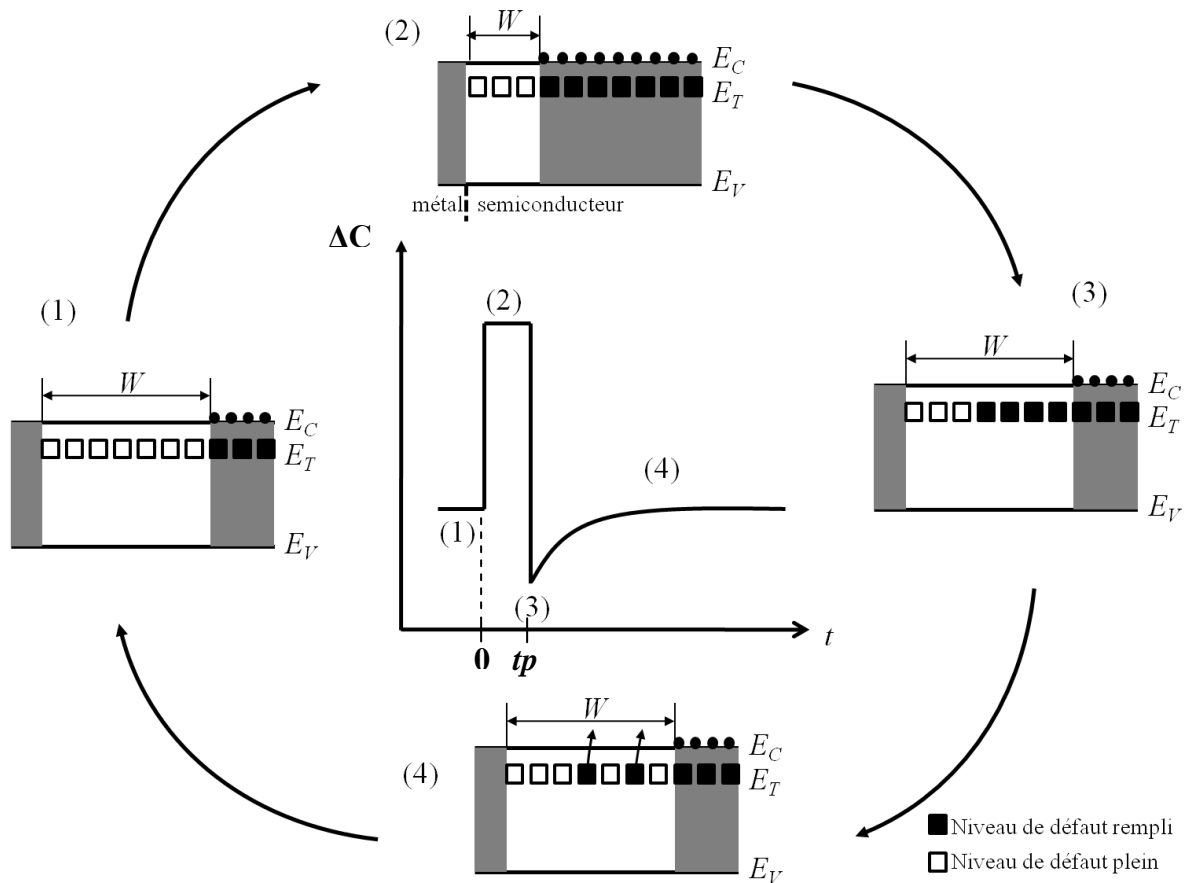 (2)
W
E_C
E_T
E_V
métal semiconducteur
(1)
W
E_C
E_T
E_V
ΔC
(2)
(1)
(3)
(4)
0
tp
t
(3)
W
E_C
E_T
E_V
(4)
W
E_C
E_T
E_V
Niveau de défaut rempli
Niveau de défaut plein